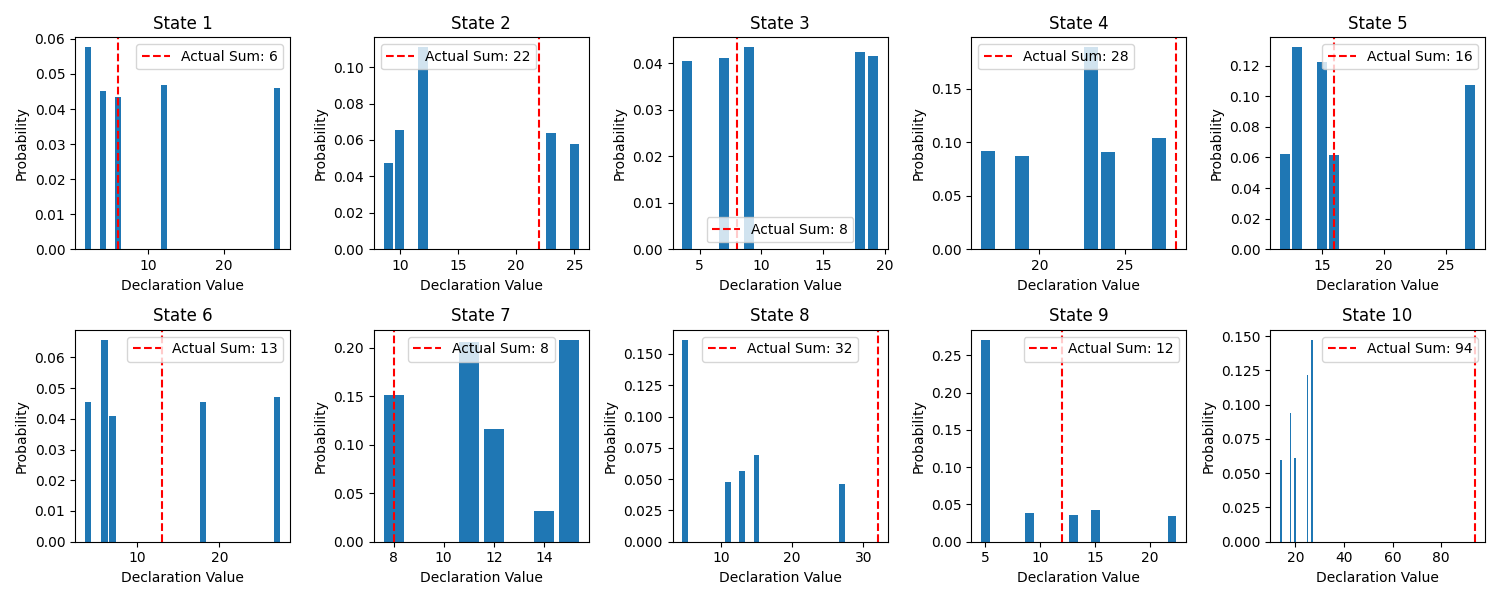 State 1
State 2
State 3
State 4
State 5
0.06
0.05
0.04
0.03
0.02
0.01
0.00
Probability
10
20
Declaration Value
Actual Sum: 6
0.10
0.08
0.06
0.04
0.02
0.00
Probability
10
15
20
25
Declaration Value
Actual Sum: 22
0.04
0.03
0.02
0.01
0.00
Probability
5
10
15
20
Declaration Value
Actual Sum: 8
0.15
0.10
0.05
0.00
Probability
20
25
Declaration Value
Actual Sum: 28
0.12
0.10
0.08
0.06
0.04
0.02
0.00
Probability
15
20
25
Declaration Value
Actual Sum: 16
State 6
State 7
State 8
State 9
State 10
0.06
0.05
0.04
0.03
0.02
0.01
0.00
Probability
10
20
Declaration Value
Actual Sum: 13
0.20
0.15
0.10
0.05
0.00
Probability
8
10
12
14
Declaration Value
Actual Sum: 8
0.150
0.125
0.100
0.075
0.050
0.025
0.000
Probability
10
20
30
Declaration Value
Actual Sum: 32
0.25
0.20
0.15
0.10
0.05
0.00
Probability
5
10
15
20
Declaration Value
Actual Sum: 12
0.150
0.125
0.100
0.075
0.050
0.025
0.000
Probability
20
40
60
80
Declaration Value
Actual Sum: 94